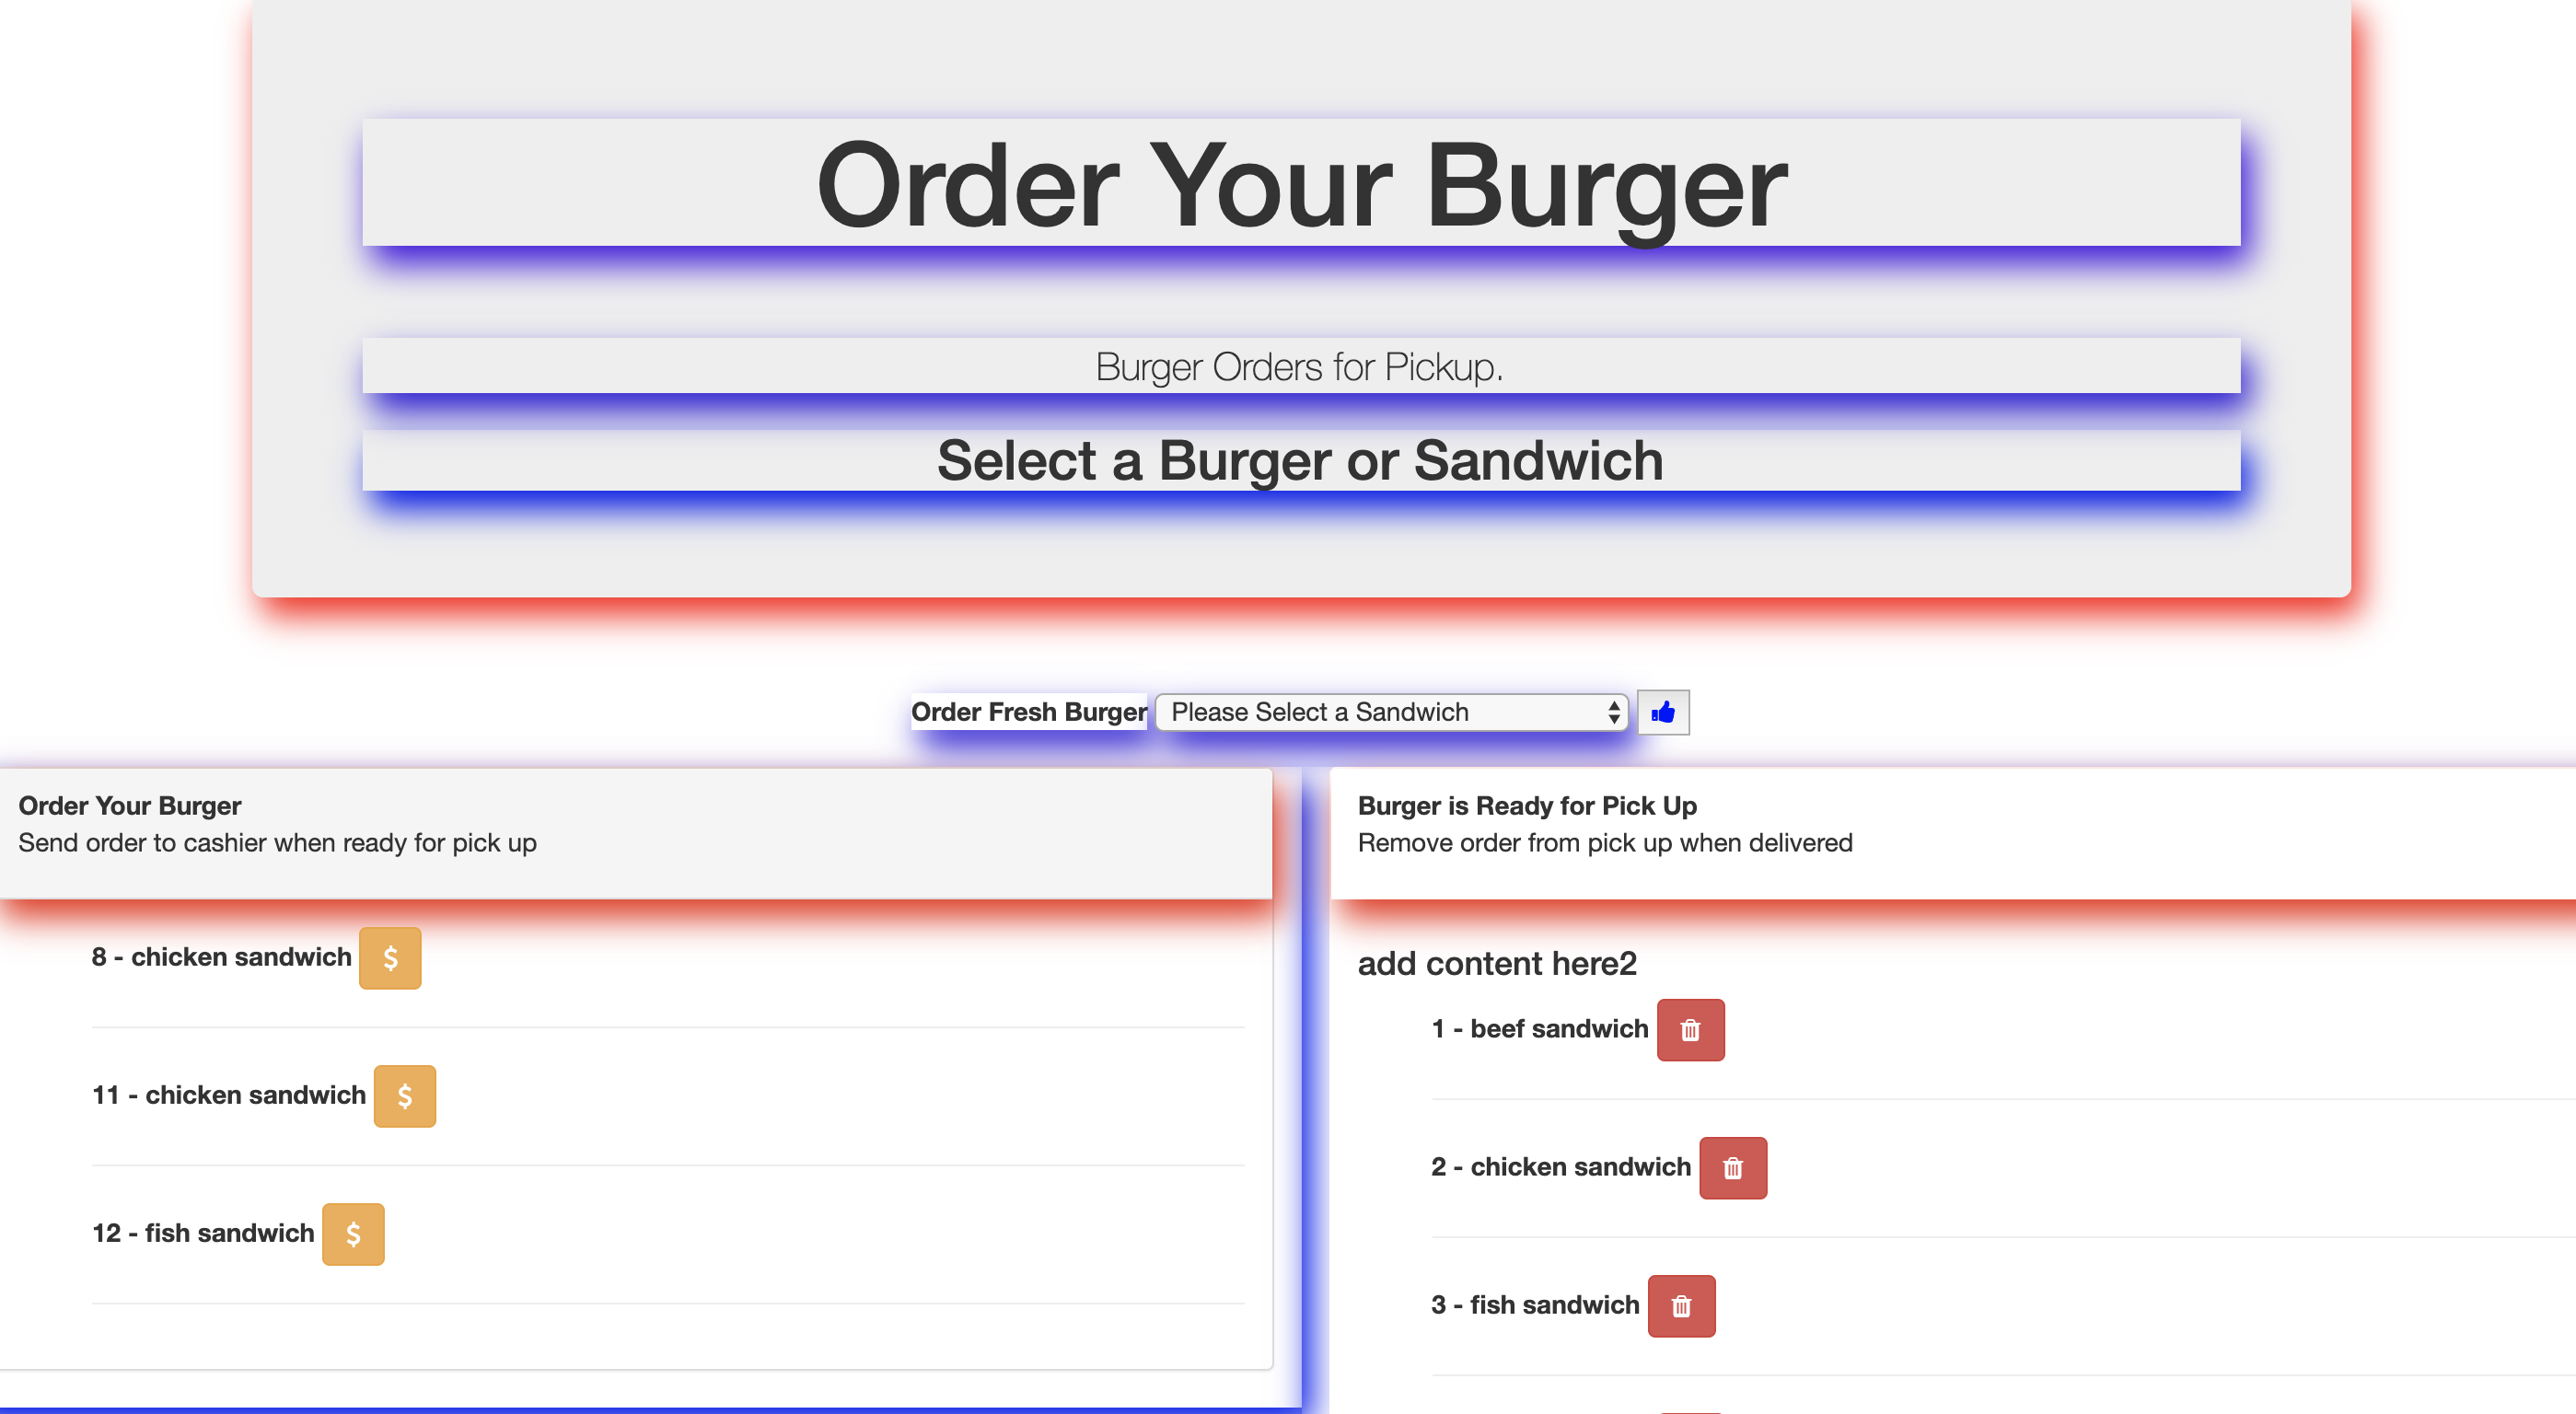 Order Your Burger
Burger Orders for Pickup.
Select a Burger or Sandwich
Order Fresh Burger Please Select a Sandwich
Order Your Burger
Send order to cashier when ready for pick up
8 - chicken sandwich $
11 - chicken sandwich $
12 - fish sandwich $
Burger is Ready for Pick Up
Remove order from pick up when delivered
add content here2
1 - beef sandwich
2 - chicken sandwich
3 - fish sandwich